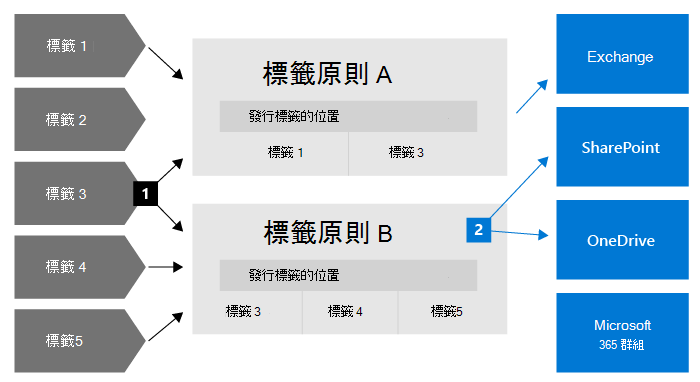 標籤 1
標籤 2
標籤 3
標籤 4
標籤5
1
標籤原則 A
發行標籤的位置
標籤 1
標籤 3
標籤原則 B
發行標籤的位置
標籤 3
標籤 4
標籤5
2
Exchange
SharePoint
OneDrive
Microsoft
365 群組